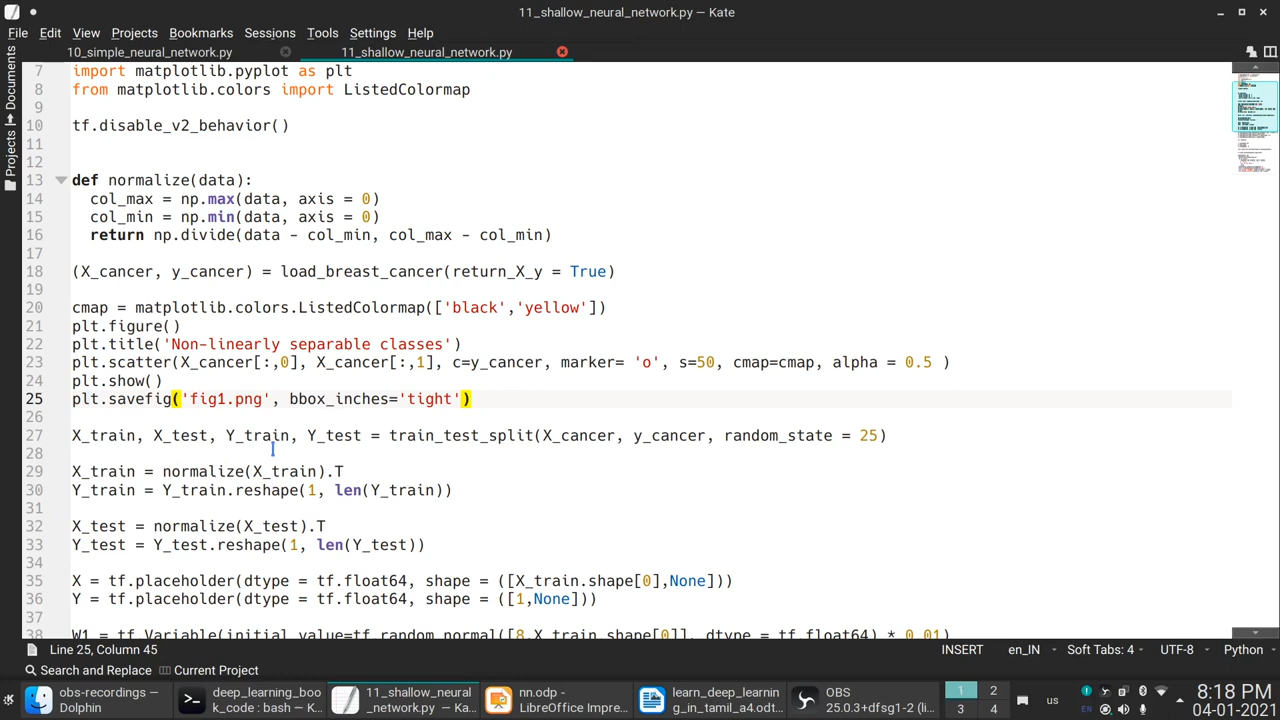 11_shallow_neural_network.py — Kate
File Edit View Projects Bookmarks Sessions Tools Settings Help
10_simple_neural_network.py 11_shallow_neural_network.py
Documents
Projects
7 import matplotlib.pyplot as plt
8 from matplotlib.colors import ListedColormap
9
10 tf.disable_v2_behavior()
11
12
13 def normalize(data):
14 col_max = np.max(data, axis = 0)
15 col_min = np.min(data, axis = 0)
16 return np.divide(data - col_min, col_max - col_min)
17
18 (X_cancer, y_cancer) = load_breast_cancer(return_X_y = True)
19
20 cmap = matplotlib.colors.ListedColormap(['black','yellow'])
21 plt.figure()
22 plt.title('Non-linearly separable classes')
23 plt.scatter(X_cancer[:,0], X_cancer[:,1], c=y_cancer, marker= 'o', s=50, cmap=cmap, alpha = 0.5 )
24 plt.show()
25 plt.savefig('fig1.png', bbox_inches='tight')
26
27 X_train, X_test, Y_train, Y_test = train_test_split(X_cancer, y_cancer, random_state = 25)
28
29 X_train = normalize(X_train).T
30 Y_train = Y_train.reshape(1, len(Y_train))
31
32 X_test = normalize(X_test).T
33 Y_test = Y_test.reshape(1, len(Y_test))
34
35 X = tf.placeholder(dtype = tf.float64, shape = ([X_train.shape[0],None]))
36 Y = tf.placeholder(dtype = tf.float64, shape = ([1,None]))
37
38 W1 = tf.Variable(initial_value=tf.random_normal([8,X_train.shape[0]], dtype = tf.float64) * 0.01)
Line 25, Column 45 INSERT en_IN Soft Tabs: 4 UTF-8 Python
Search and Replace Current Project
obs-recordings — Dolphin
deep_learning_boo k_code : bash — K...
11_shallow_neural _network.py — Ka...
nn.odp - LibreOffice Impre...
learn_deep_learnin g_in_tamil_a4.odt...
OBS 25.0.3+dfsg1-2 (li...
1 2 3 4
us
EN
8:18 PM
04-01-2021